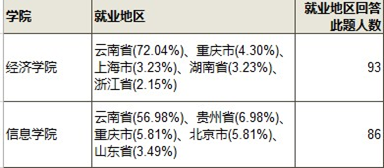 学院 就业地区 就业地区回答
此题人数
云南省(72.04%)、重庆市(4.30%)、
经济学院 上海市(3.23%)、湖南省(3.23%)、 93
浙江省(2.15%)
云南省(56.98%)、贵州省(6.98%)、
信息学院 重庆市(5.81%)、北京市(5.81%)、 86
山东省(3.49%)